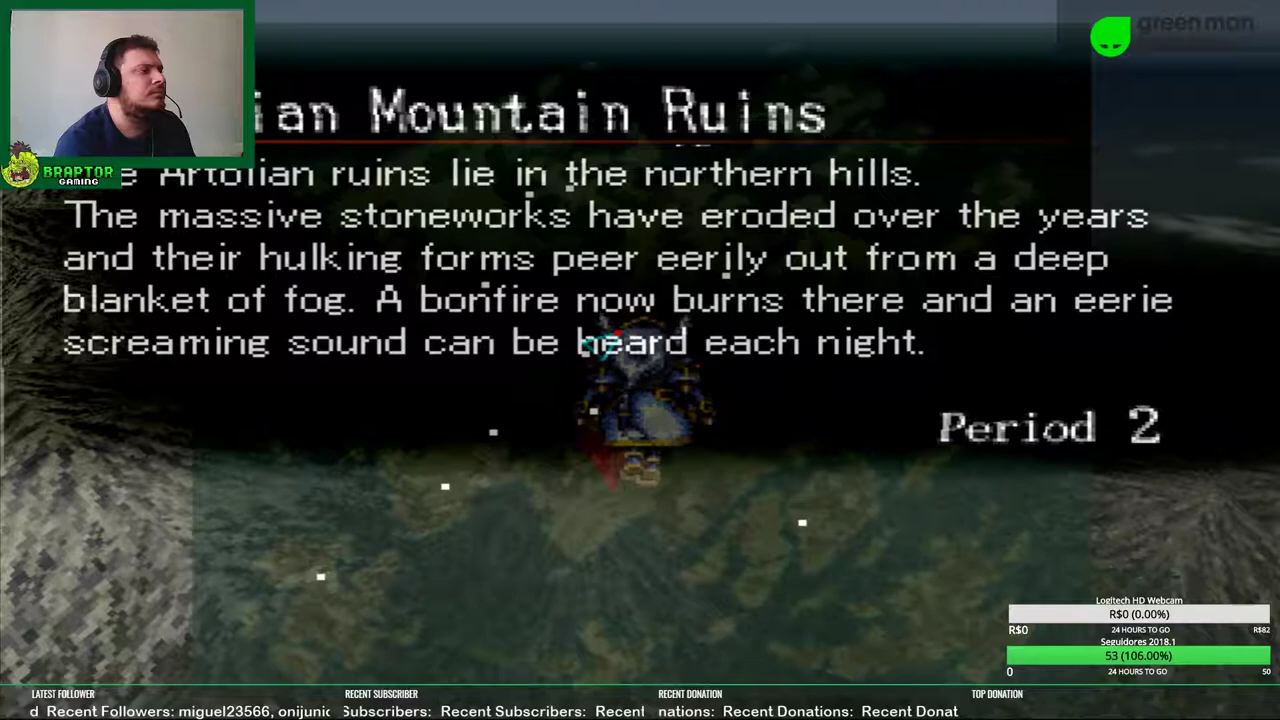 green man
ian Mountain Ruins
e Artolian ruins lie in the northern hills.
The massive stoneworks have eroded over the years
and their hulking forms peer eerily out from a deep
blanket of fog. A bonfire now burns there and an eerie
screaming sound can be heard each night.
Period 2
BRAPTOR
GAMING
Logitech HD Webcam
R$0 (0.00%)
R$0 24 HOURS TO GO R$82
Seguidores 2018.1
53 (106.00%)
0 24 HOURS TO GO 50
LATEST FOLLOWER RECENT SUBSCRIBER RECENT DONATION TOP DONATION
d Recent Followers: miguel23566, onijunic Subscribers: Recent Subscribers: Recent nations: Recent Donations: Recent Donat